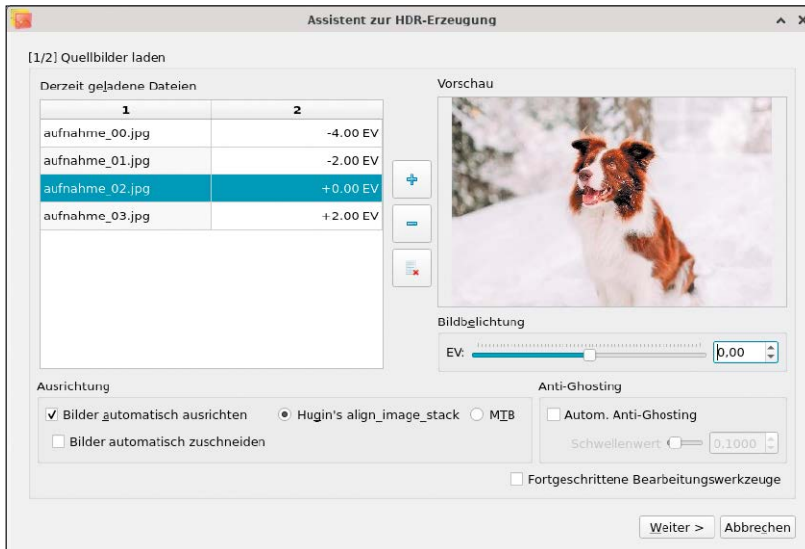 Assistent zur HDR-Erzeugung
[1/2] Quellbilder laden
Derzeit geladene Dateien
Vorschau
1 2
aufnahme_00.jpg -4.00 EV
aufnahme_01.jpg -2.00 EV
aufnahme_02.jpg +0.00 EV
aufnahme_03.jpg +2.00 EV
Bildbelichtung
EV: 0,00
Ausrichtung
Anti-Ghosting
Bilder automatisch ausrichten Hugin's align_image_stack MTB
Autom. Anti-Ghosting
Bilder automatisch zuschneiden
Schwellenwert 0.1000
Fortgeschrittene Bearbeitungswerkzeuge
Weiter > Abbrechen